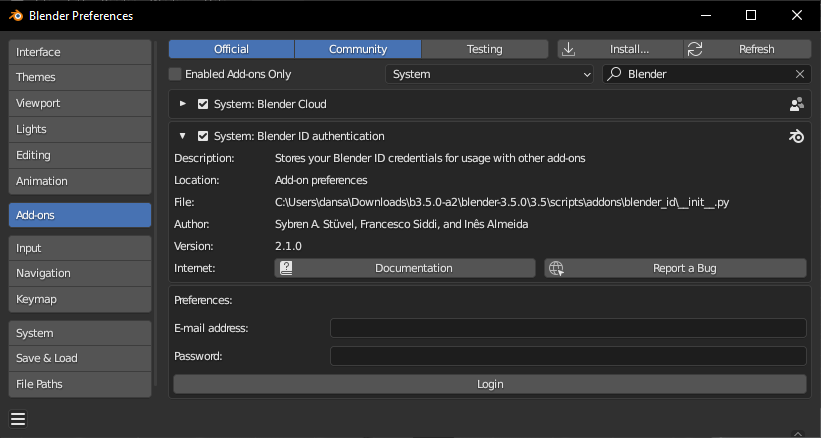 Blender Preferences
Interface
Themes
Viewport
Lights
Editing
Animation
Add-ons
Input
Navigation
Keymap
System
Save & Load
File Paths
Official Community Testing Install... Refresh
Enabled Add-ons Only System Blender
System: Blender Cloud
System: Blender ID authentication
Description: Stores your Blender ID credentials for usage with other add-ons
Location: Add-on preferences
File: C:\Users\dansa\Downloads\b3.5.0-a2\blender-3.5.0\3.5\scripts\addons\blender_id\__init__.py
Author: Sybren A. Stüvel, Francesco Siddi, and Inês Almeida
Version: 2.1.0
Internet: Documentation Report a Bug
Preferences:
E-mail address:
Password:
Login